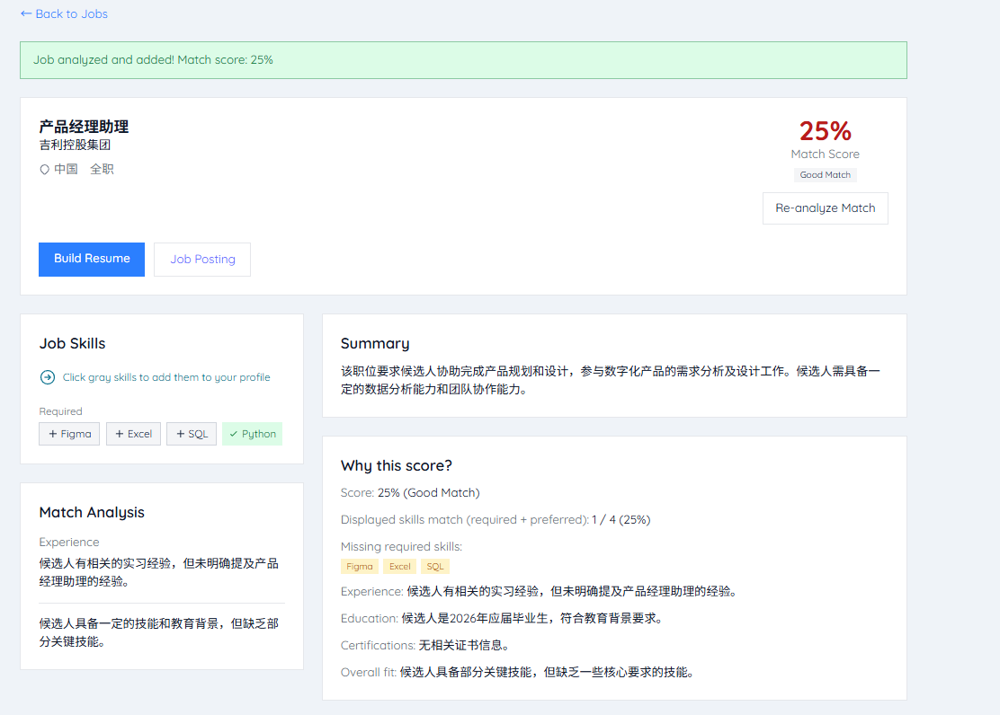 ← Back to Jobs
Job analyzed and added! Match score: 25%
产品经理助理
吉利控股集团
中国 全职
25%
Match Score
Good Match
Re-analyze Match
Build Resume
Job Posting
Job Skills
Click gray skills to add them to your profile
Required
+ Figma
+ Excel
+ SQL
✓ Python
Match Analysis
Experience
候选人有相关的实习经验，但未明确提及产品
经理助理的经验。
候选人具备一定的技能和教育背景，但缺乏部
分关键技能。
Summary
该职位要求候选人协助完成产品规划和设计，参与数字化产品的需求分析及设计工作。候选人需具备一
定的数据分析能力和团队协作能力。
Why this score?
Score: 25% (Good Match)
Displayed skills match (required + preferred): 1 / 4 (25%)
Missing required skills:
Figma
Excel
SQL
Experience: 候选人有相关的实习经验，但未明确提及产品经理助理的经验。
Education: 候选人是2026年应届毕业生，符合教育背景要求。
Certifications: 无相关证书信息。
Overall fit: 候选人具备部分关键技能，但缺乏一些核心要求的技能。